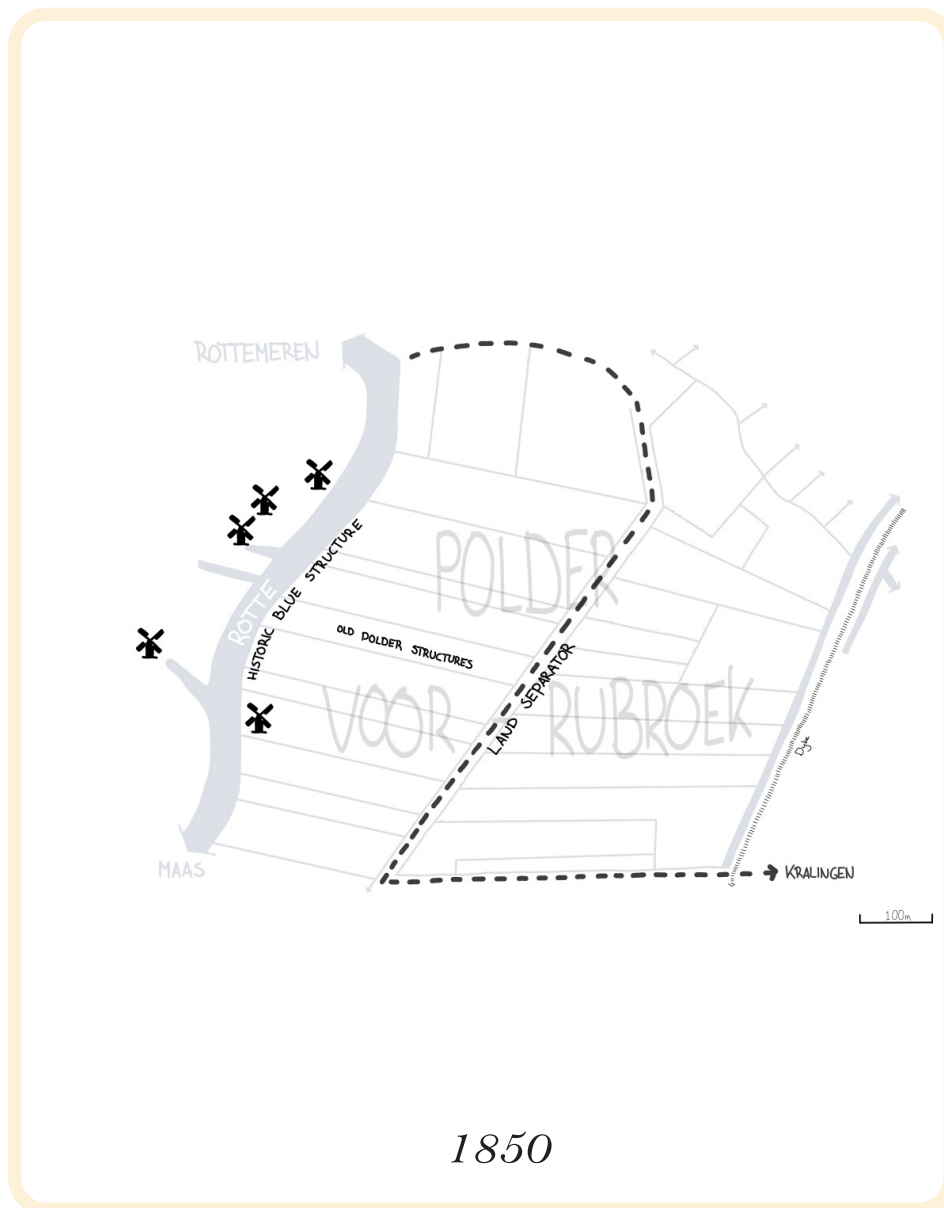 ROTTEMEREN
POLDER
HISTORIC BLUE STRUCTURE
ROTTE
OLD POLDER STRUCTURES
LAND SEPARATOR
VOOR RUBROEK
Dyke
MAAS
KRALINGEN
100m
1850